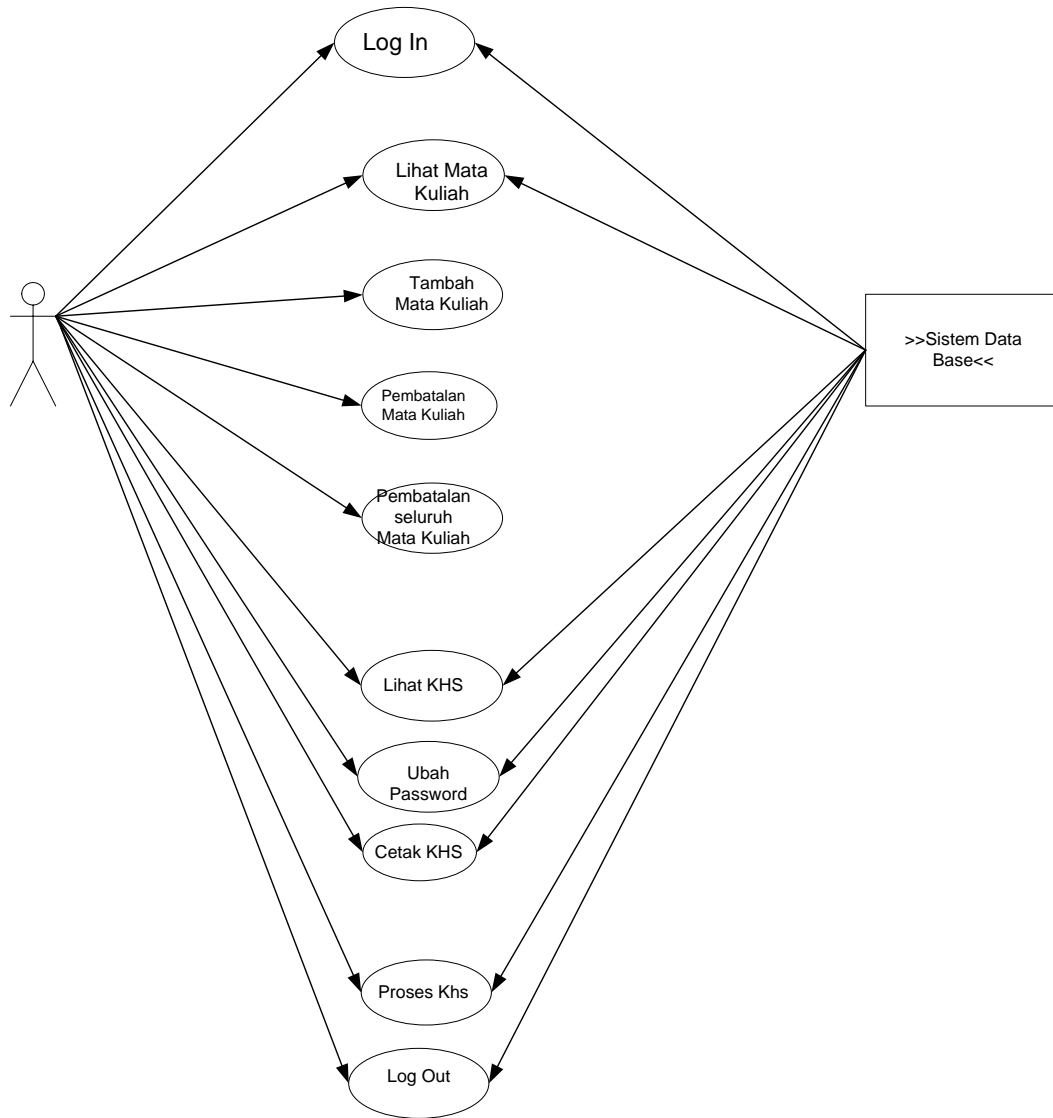 Log In
Lihat Mata
Kuliah
Tambah
Mata Kuliah
>>Sistem Data
Base<<
Pembatalan
Mata Kuliah
Pembatalan
seluruh
Mata Kuliah
Lihat KHS
Ubah
Password
Cetak KHS
Proses Khs
Log Out